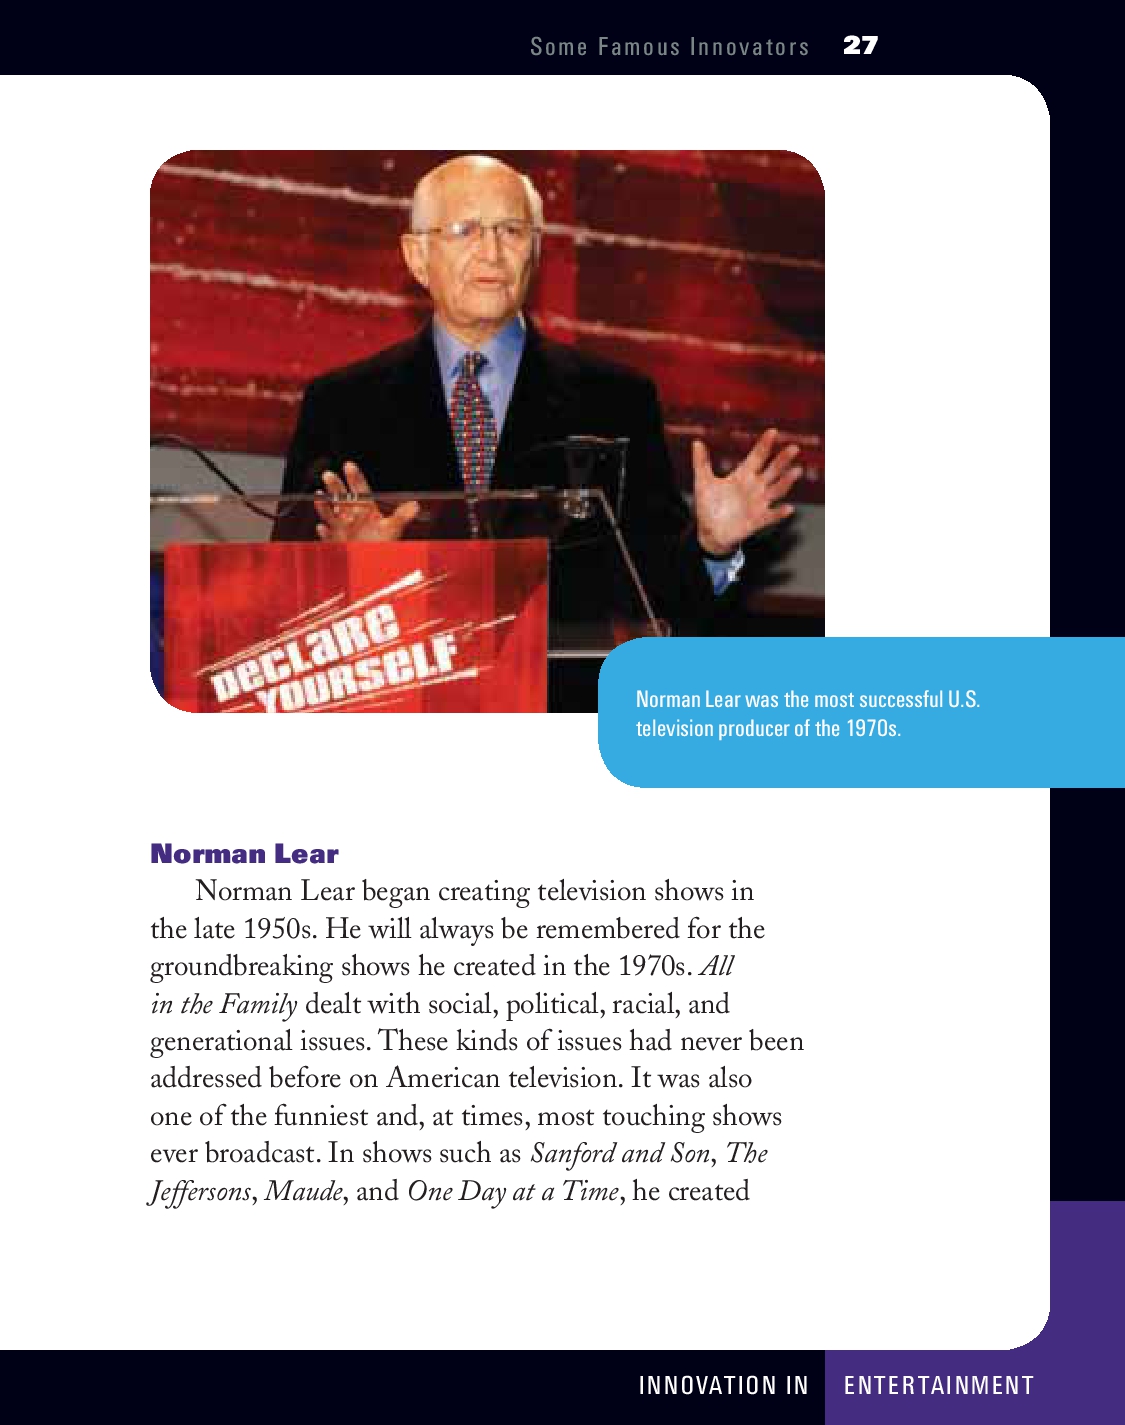 Some Famous Innovators 27
DECLARE
YOURSELF
Norman Lear was the most successful U.S.
television producer of the 1970s.
Norman Lear
Norman Lear began creating television shows in
the late 1950s. He will always be remembered for the
groundbreaking shows he created in the 1970s. All
in the Family dealt with social, political, racial, and
generational issues. These kinds of issues had never been
addressed before on American television. It was also
one of the funniest and, at times, most touching shows
ever broadcast. In shows such as Sanford and Son, The
Jeffersons, Maude, and One Day at a Time, he created
INNOVATION IN ENTERTAINMENT